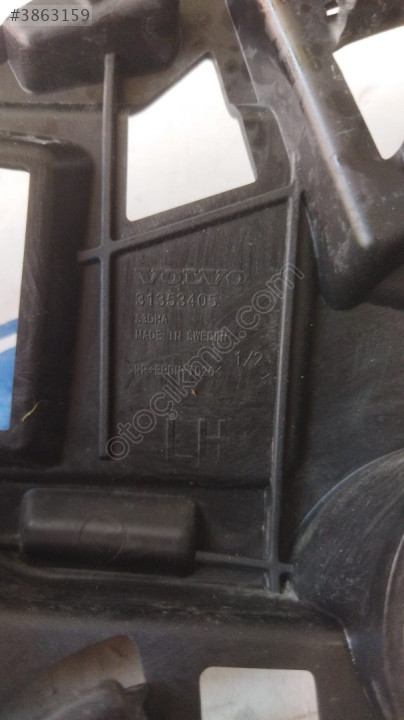 #3863159
VOLVO
31353405
MADE IN SWEDEN
1/2
LH
otoçikma.com